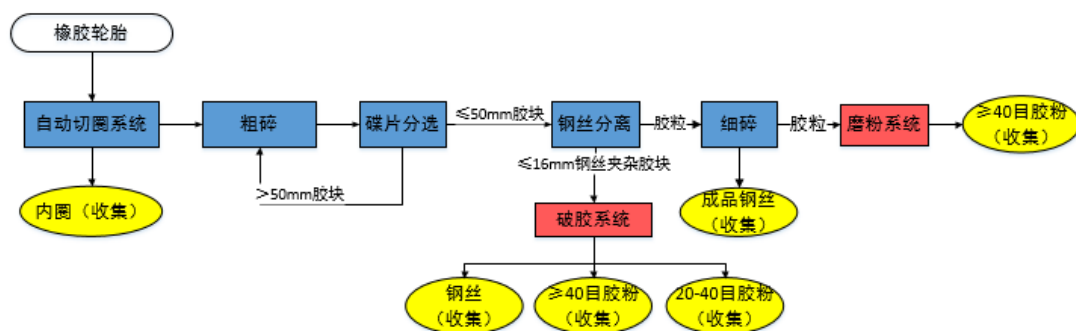 橡胶轮胎
自动切圈系统
粗碎
碟片分选
≤50mm胶块
钢丝分离
胶粒
细碎
胶粒
磨粉系统
≥40目胶粉
(收集)
>50mm胶块
≤16mm钢丝夹杂胶块
内圈（收集）
成品钢丝
(收集)
破胶系统
钢丝
(收集)
≥40目胶粉
(收集)
20-40目胶粉
(收集)